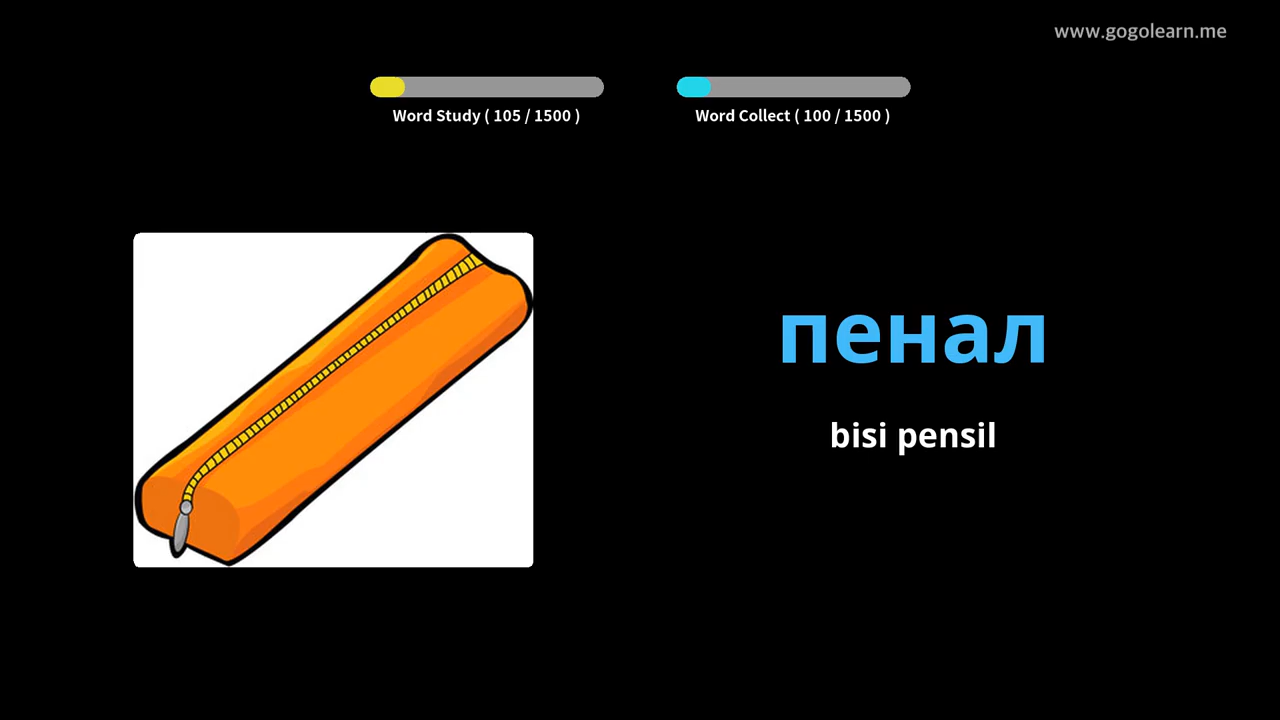 www.gogolearn.me
Word Study ( 105 / 1500 )
Word Collect ( 100 / 1500 )
пенал
bisi pensil